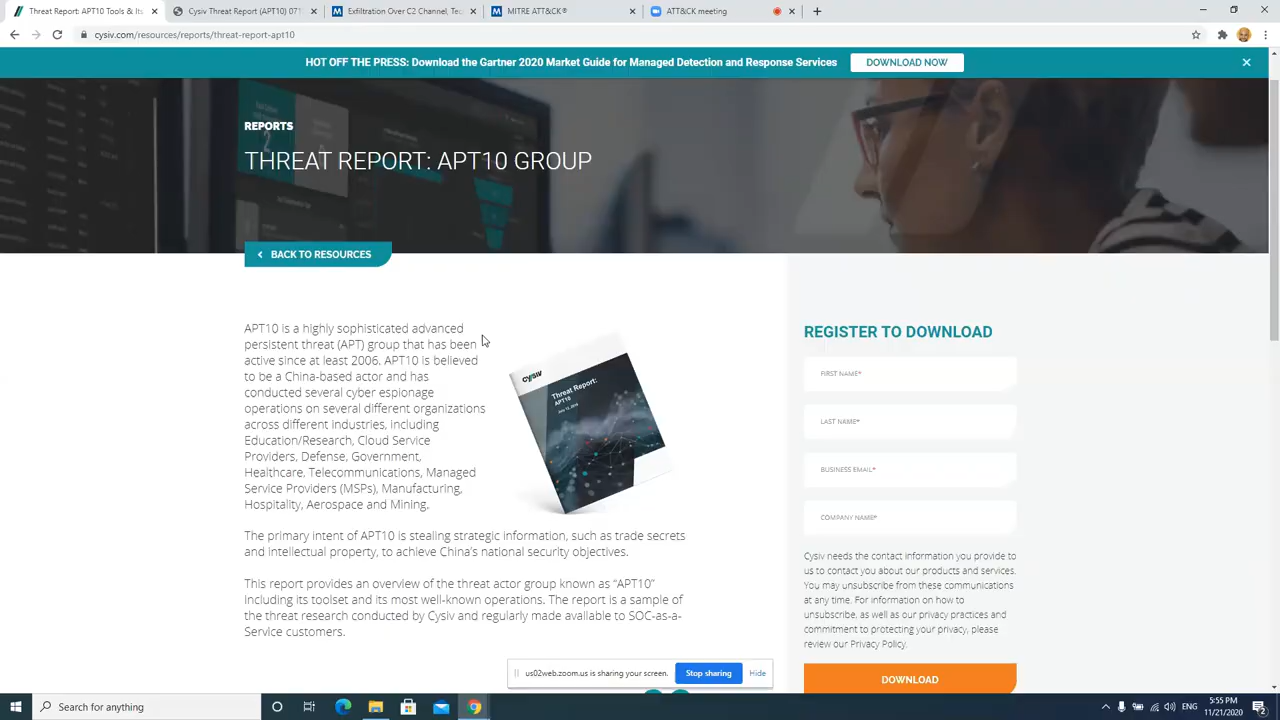 Threat Report: APT10 Tools & Its
Cysiv Threat Report (APT10) 071
Exfiltration Over C2 Channel, Tec
MITRE ATT&CK®
ATT&CK meeting
cysiv.com/resources/reports/threat-report-apt10
HOT OFF THE PRESS: Download the Gartner 2020 Market Guide for Managed Detection and Response Services
DOWNLOAD NOW
REPORTS
THREAT REPORT: APT10 GROUP
BACK TO RESOURCES
APT10 is a highly sophisticated advanced
persistent threat (APT) group that has been
active since at least 2006. APT10 is believed
to be a China-based actor and has
conducted several cyber espionage
operations on several different organizations
across different industries, including
Education/Research, Cloud Service
Providers, Defense, Government,
Healthcare, Telecommunications, Managed
Service Providers (MSPs), Manufacturing,
Hospitality, Aerospace and Mining.
cysiv
Threat Report:
APT10
The primary intent of APT10 is stealing strategic information, such as trade secrets
and intellectual property, to achieve China's national security objectives.
This report provides an overview of the threat actor group known as "APT10"
including its toolset and its most well-known operations. The report is a sample of
the threat research conducted by Cysiv and regularly made available to SOC-as-a-
Service customers.
REGISTER TO DOWNLOAD
FIRST NAME*
LAST NAME*
BUSINESS EMAIL*
COMPANY NAME*
Cysiv needs the contact information you provide to
us to contact you about our products and services.
You may unsubscribe from these communications
at any time. For information on how to
unsubscribe, as well as our privacy practices and
commitment to protecting your privacy, please
review our Privacy Policy.
DOWNLOAD
us02web.zoom.us is sharing your screen.
Stop sharing
Hide
Search for anything
ENG
5:55 PM
11/21/2020
2